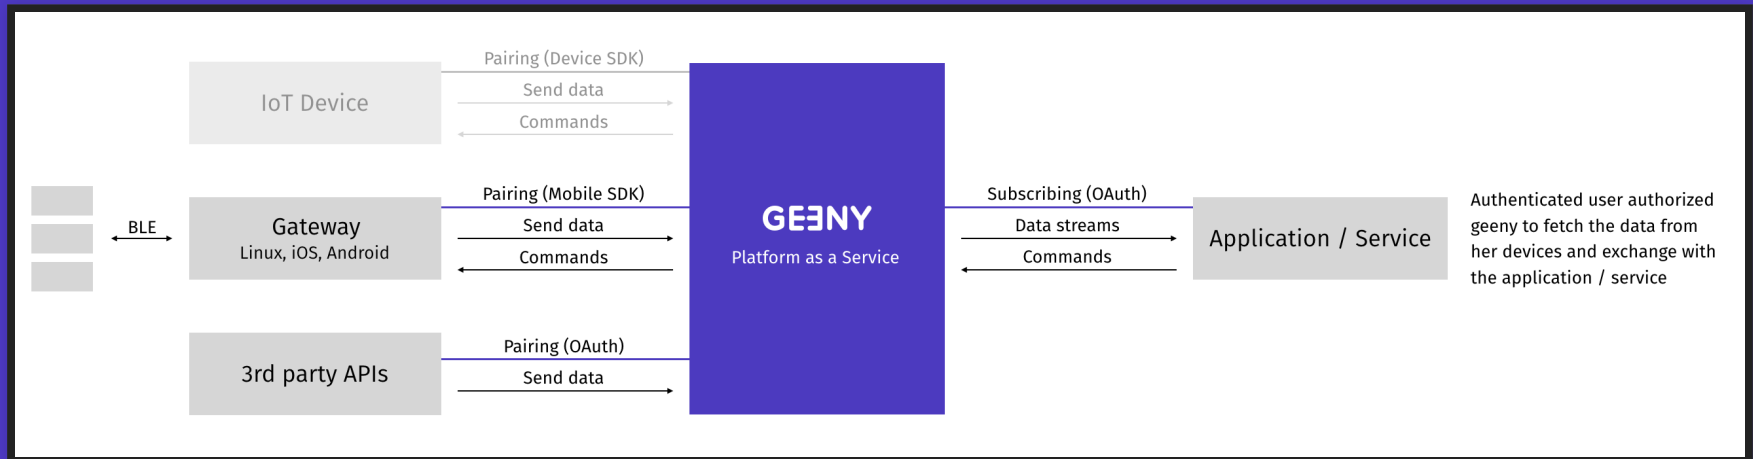 Pairing (Device SDK)
IoT Device
Send data
Commands
BLE
Gateway
Linux, iOS, Android
Pairing (Mobile SDK)
Send data
Commands
3rd party APIs
Pairing (OAuth)
Send data
GEENY
Platform as a Service
Subscribing (OAuth)
Data streams
Commands
Application / Service
Authenticated user authorized
geeny to fetch the data from
her devices and exchange with
the application / service